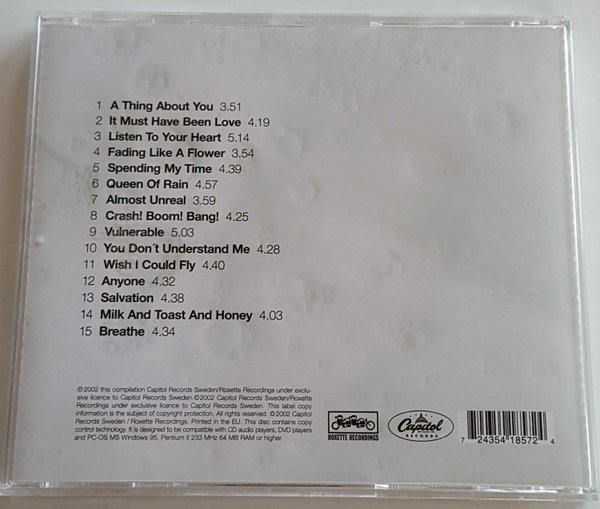 1 A Thing About You 3.51
2 It Must Have Been Love 4.19
3 Listen To Your Heart 5.14
4 Fading Like A Flower 3.54
5 Spending My Time 4.39
6 Queen Of Rain 4.57
7 Almost Unreal 3.59
8 Crash! Boom! Bang! 4.25
9 Vulnerable 5.03
10 You Don´t Understand Me 4.28
11 Wish I Could Fly 4.40
12 Anyone 4.32
13 Salvation 4.38
14 Milk And Toast And Honey 4.03
15 Breathe 4.34
℗2002 this compilation Capitol Records Sweden/Roxette Recordings under exclu-
sive licence to Capitol Records Sweden.©2002 Capitol Records Sweden/Roxette
Recordings under exclusive licence to Capitol Records Sweden. This label copy
information is the subject of copyright protection. All rights reserved. ©2002 Capitol
Records Sweden / Roxette Recordings. Printed in the EU. This disc contains copy
control technology. It is designed to be compatible with CD audio players, DVD players
and PC-OS MS Windows 95, Pentium II 233 MHz 64 MB RAM or higher.
ROXETTE RECORDINGS
Capitol
RECORDS
7 24354 18572 4